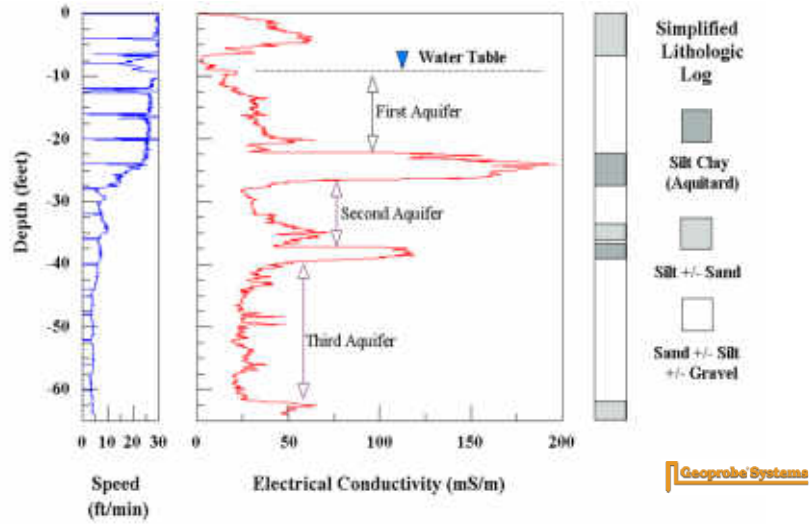 0
-10
-20
-30
-40
-50
-60
Depth (feet)
0 10 20 30
Speed
(ft/min)
Water Table
First Aquifer
Second Aquifer
Third Aquifer
0 50 100 150 200
Electrical Conductivity (mS/m)
Simplified
Lithologic
Log
Silt Clay
(Aquitard)
Silt +/- Sand
Sand +/- Silt
+/- Gravel
Geoprobe Systems